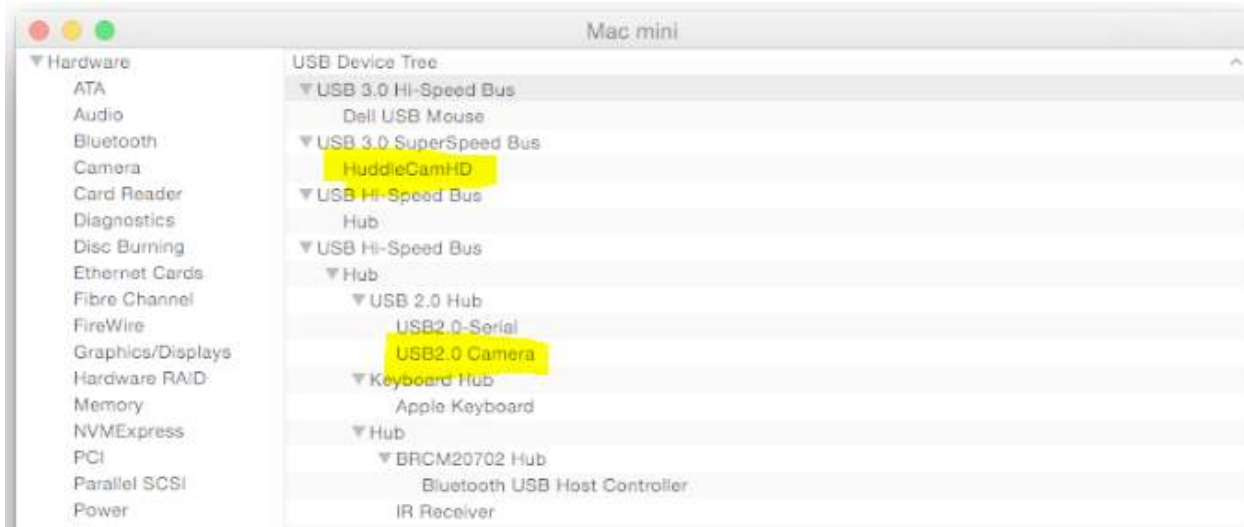 Mac mini
Hardware
ATA
Audio
Bluetooth
Camera
Card Reader
Diagnostics
Disc Burning
Ethernet Cards
Fibre Channel
FireWire
Graphics/Displays
Hardware RAID
Memory
NVMExpress
PCI
Parallel SCSI
Power
USB Device Tree
USB 3.0 Hi-Speed Bus
Dell USB Mouse
USB 3.0 SuperSpeed Bus
HuddleCamHD
USB Hi-Speed Bus
Hub
USB Hi-Speed Bus
Hub
USB 2.0 Hub
USB2.0-Serial
USB2.0 Camera
Keyboard Hub
Apple Keyboard
Hub
BRCM20702 Hub
Bluetooth USB Host Controller
IR Receiver